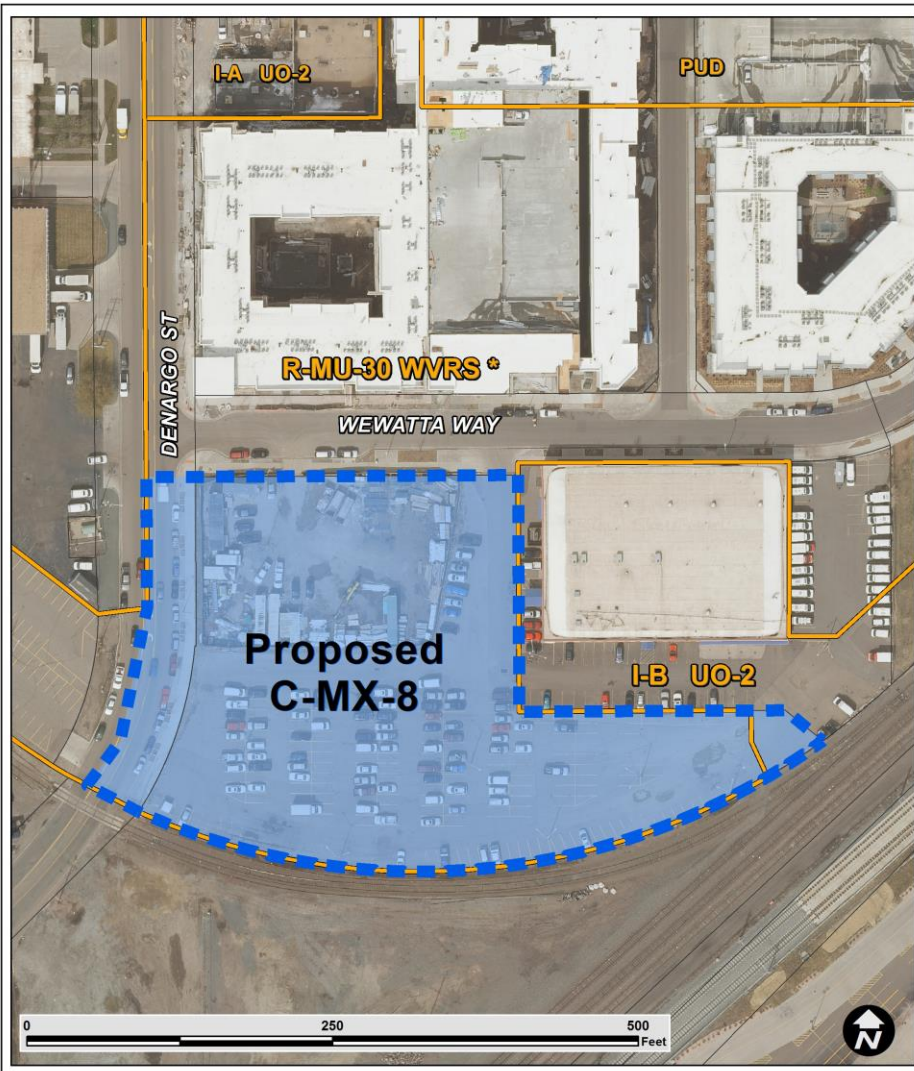 I-A UO-2
PUD
DENARGO ST
R-MU-30 WVRS *
WEWATTA WAY
Proposed
C-MX-8
I-B UO-2
0 250 500
Feet
N